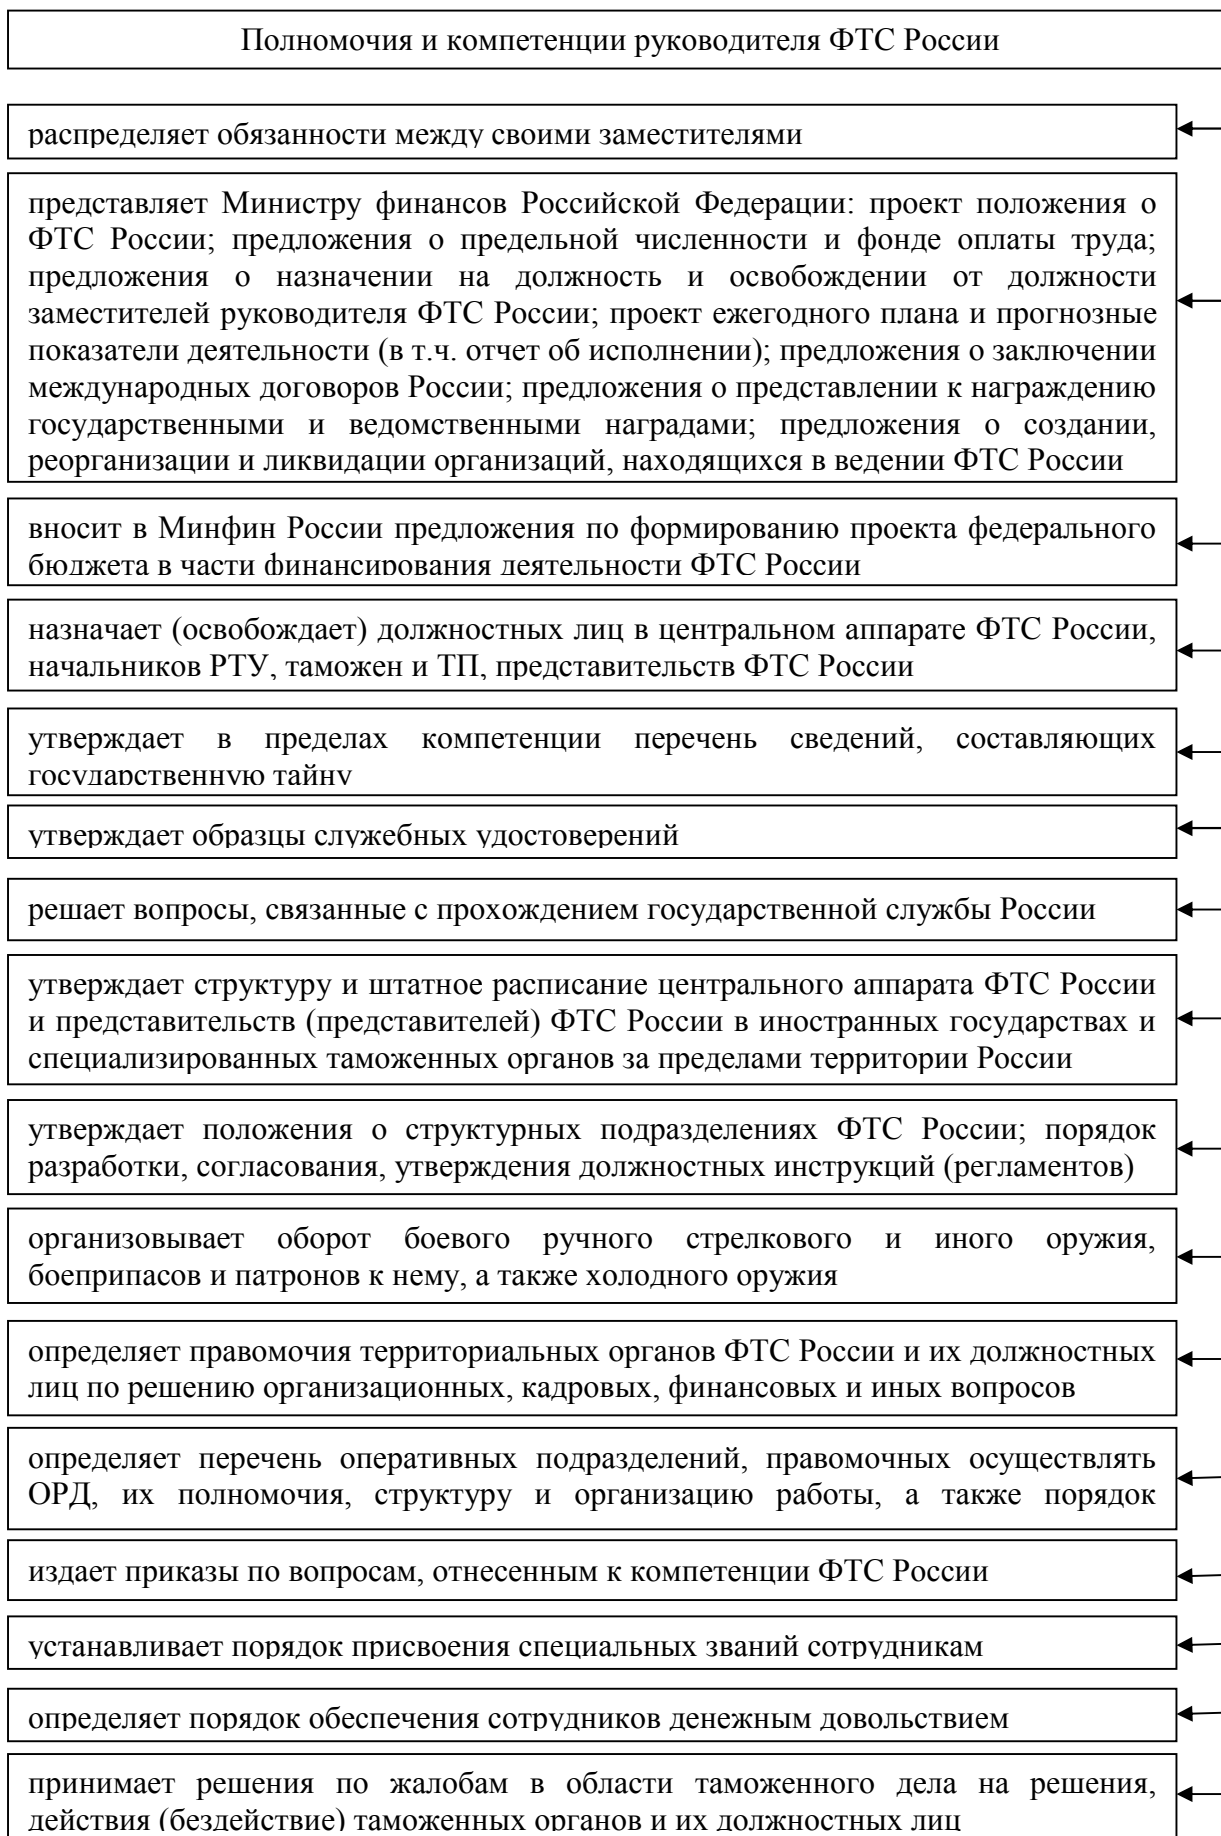 Полномочия и компетенции руководителя ФТС России
распределяет обязанности между своими заместителями
представляет Министру финансов Российской Федерации: проект положения о
ФТС России; предложения о предельной численности и фонде оплаты труда;
предложения о назначении на должность и освобождении от должности
заместителей руководителя ФТС России; проект ежегодного плана и прогнозные
показатели деятельности (в т.ч. отчет об исполнении); предложения о заключении
международных договоров России; предложения о представлении к награждению
государственными и ведомственными наградами; предложения о создании,
реорганизации и ликвидации организаций, находящихся в ведении ФТС России
вносит в Минфин России предложения по формированию проекта федерального
бюджета в части финансирования деятельности ФТС России
назначает (освобождает) должностных лиц в центральном аппарате ФТС России,
начальников РТУ, таможен и ТП, представительств ФТС России
утверждает в пределах компетенции перечень сведений, составляющих
государственную тайну
утверждает образцы служебных удостоверений
решает вопросы, связанные с прохождением государственной службы России
утверждает структуру и штатное расписание центрального аппарата ФТС России
и представительств (представителей) ФТС России в иностранных государствах и
специализированных таможенных органов за пределами территории России
утверждает положения о структурных подразделениях ФТС России; порядок
разработки, согласования, утверждения должностных инструкций (регламентов)
организовывает оборот боевого ручного стрелкового и иного оружия,
боеприпасов и патронов к нему, а также холодного оружия
определяет правомочия территориальных органов ФТС России и их должностных
лиц по решению организационных, кадровых, финансовых и иных вопросов
определяет перечень оперативных подразделений, правомочных осуществлять
ОРД, их полномочия, структуру и организацию работы, а также порядок
издает приказы по вопросам, отнесенным к компетенции ФТС России
устанавливает порядок присвоения специальных званий сотрудникам
определяет порядок обеспечения сотрудников денежным довольствием
принимает решения по жалобам в области таможенного дела на решения,
действия (бездействие) таможенных органов и их должностных лиц